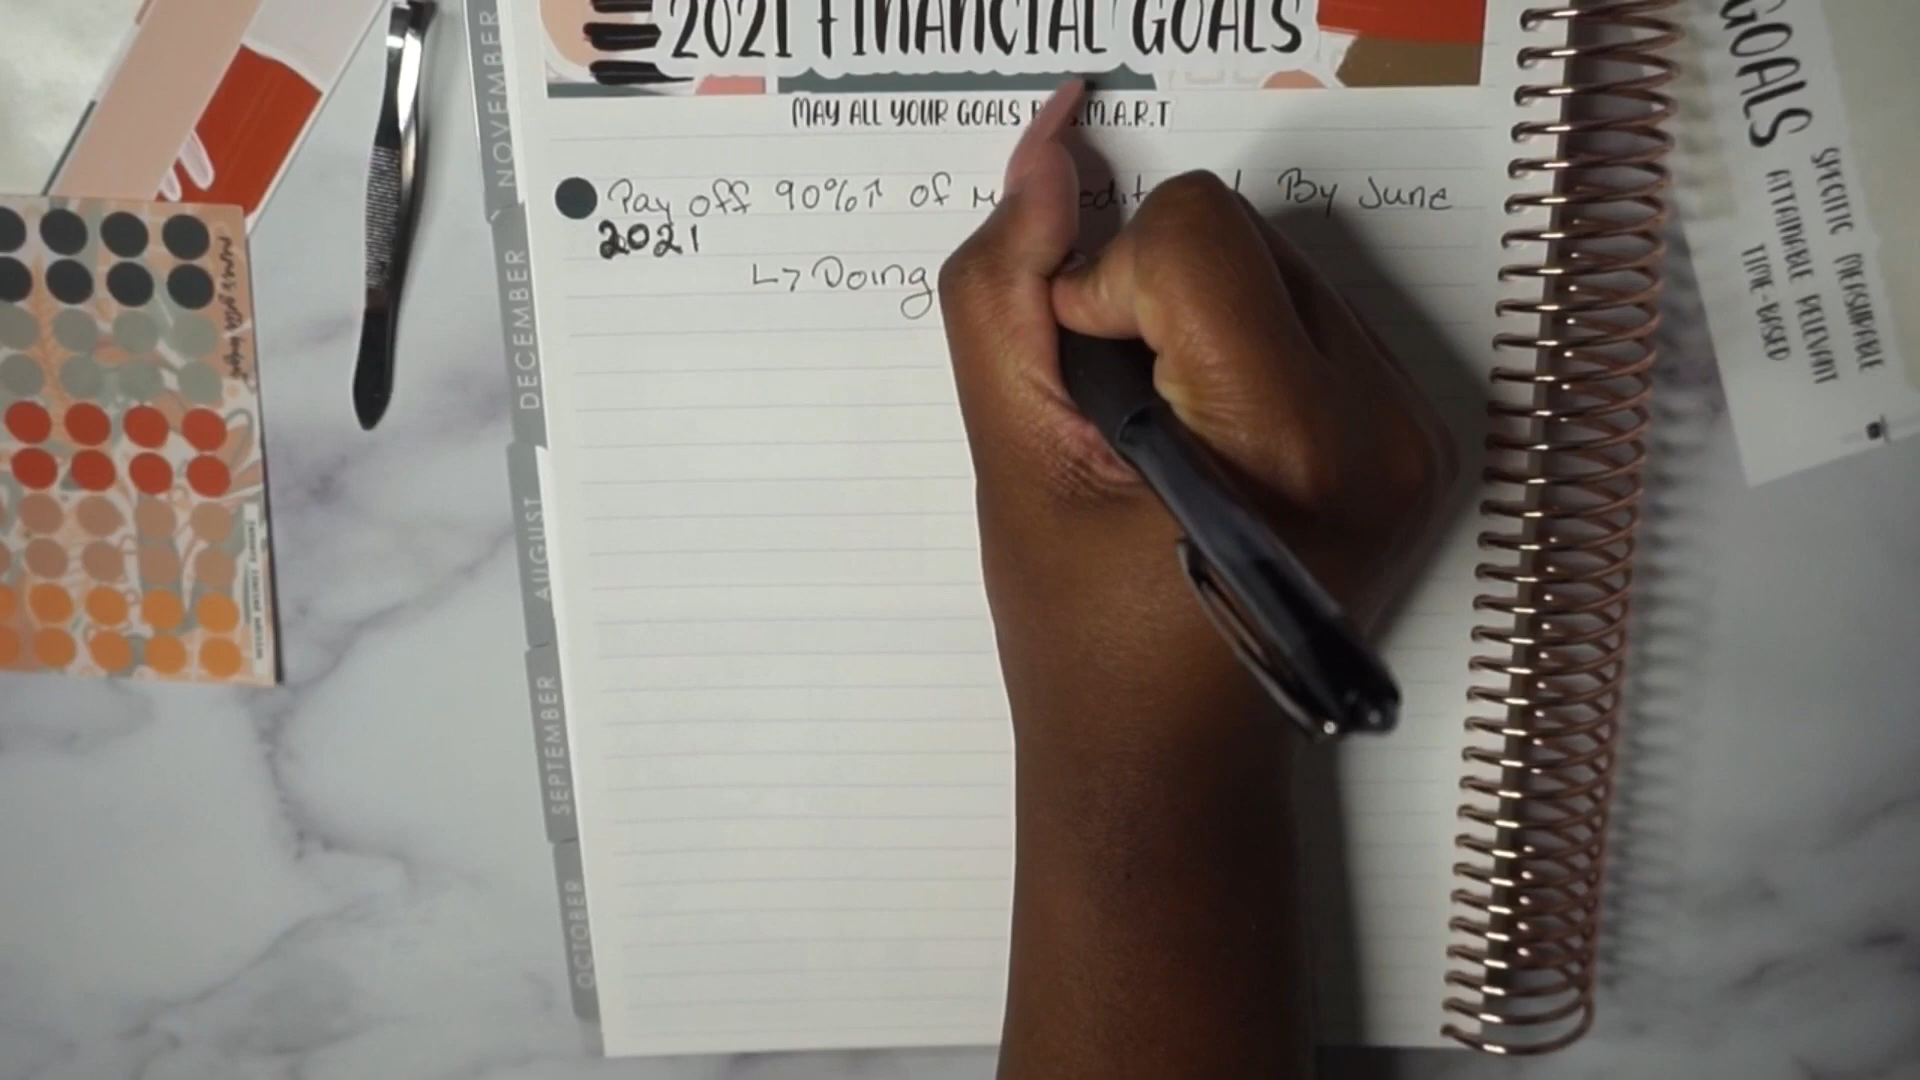 2021 FINANCIAL GOALS
MAY ALL YOUR GOALS S.M.A.R.T
Pay off 90%↑ of By June
2021
↳ Doing
NOVEMBER
DECEMBER
AUGUST
SEPTEMBER
OCTOBER
GOALS
SPECIFIC MEASURABLE
ATTAINABLE RELEVANT
TIME-BASED